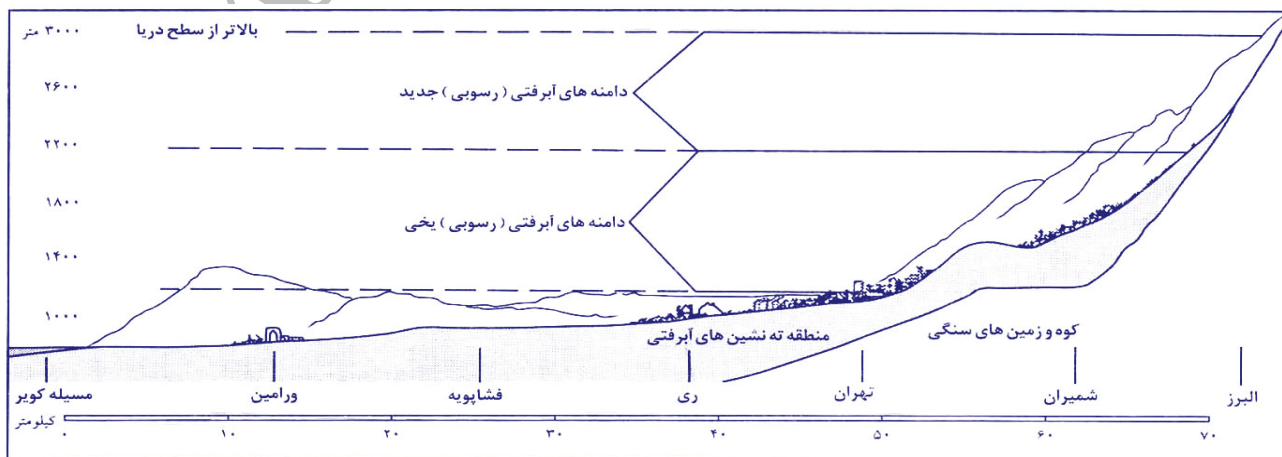 ۳۰۰۰ متر بالاتر از سطح دریا
۲۶۰۰ دامنه های آبرفتی ( رسوبی ) جدید
۲۲۰۰
۱۸۰۰
دامنه های آبرفتی ( رسوبی ) یخی
۱۴۰۰
۱۰۰۰
منطقه ته نشین های آبرفتی
کوه و زمین های سنگی
مسیله کویر ورامین فشاپویه ری تهران شمیران البرز
کیلومتر ۰ ۱۰ ۲۰ ۳۰ ۴۰ ۵۰ ۶۰ ۷۰